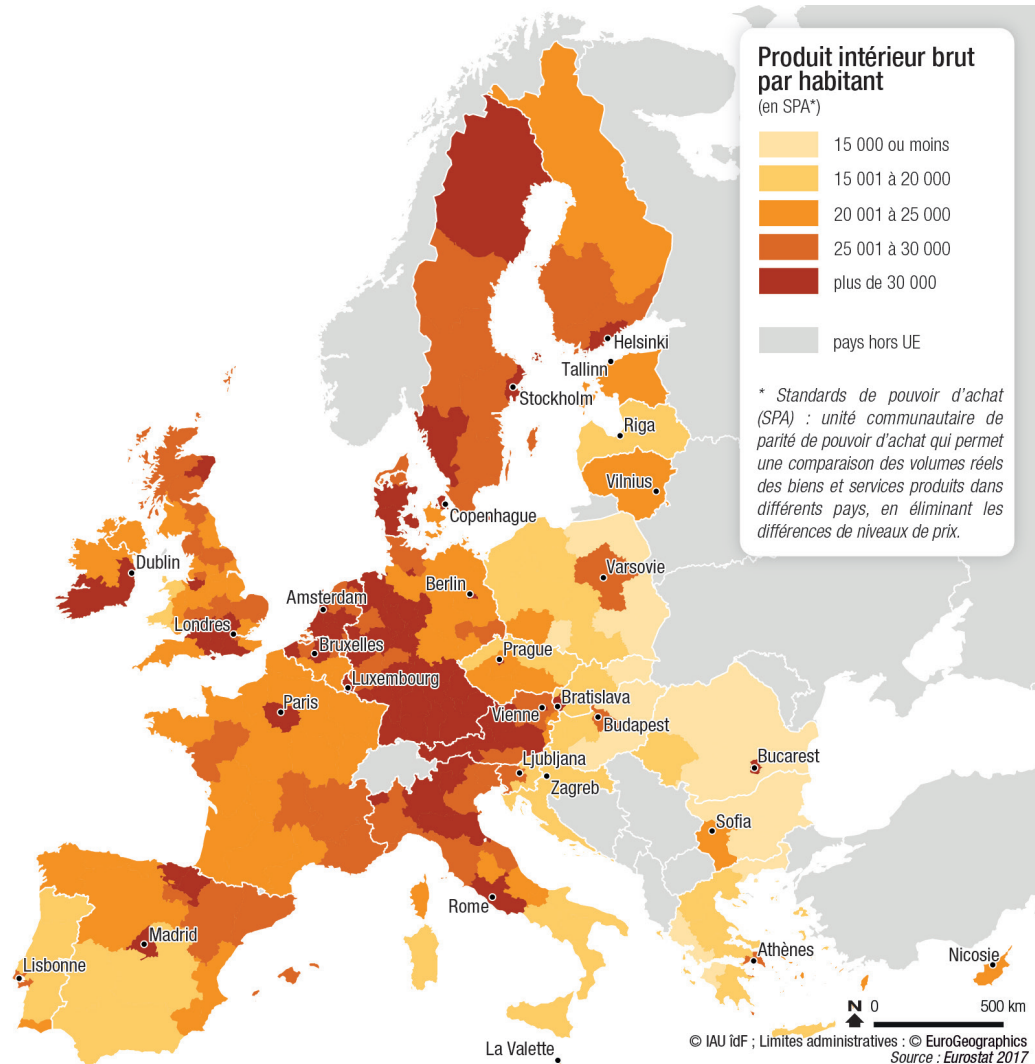 Produit intérieur brut
par habitant
(en SPA*)
15 000 ou moins
15 001 à 20 000
20 001 à 25 000
25 001 à 30 000
plus de 30 000
pays hors UE
* Standards de pouvoir d'achat
(SPA) : unité communautaire de
parité de pouvoir d'achat qui permet
une comparaison des volumes réels
des biens et services produits dans
différents pays, en éliminant les
différences de niveaux de prix.
Helsinki
Tallinn
Stockholm
Riga
Vilnius
Copenhague
Dublin
Varsovie
Berlin
Amsterdam
Londres
Bruxelles
Prague
Luxembourg
Paris
Bratislava
Vienne
Budapest
Ljubljana
Bucarest
Zagreb
Sofia
Rome
Madrid
Athènes
Nicosie
Lisbonne
N 0 500 km
La Valette
© IAU îdF ; Limites administratives : © EuroGeographics
Source : Eurostat 2017